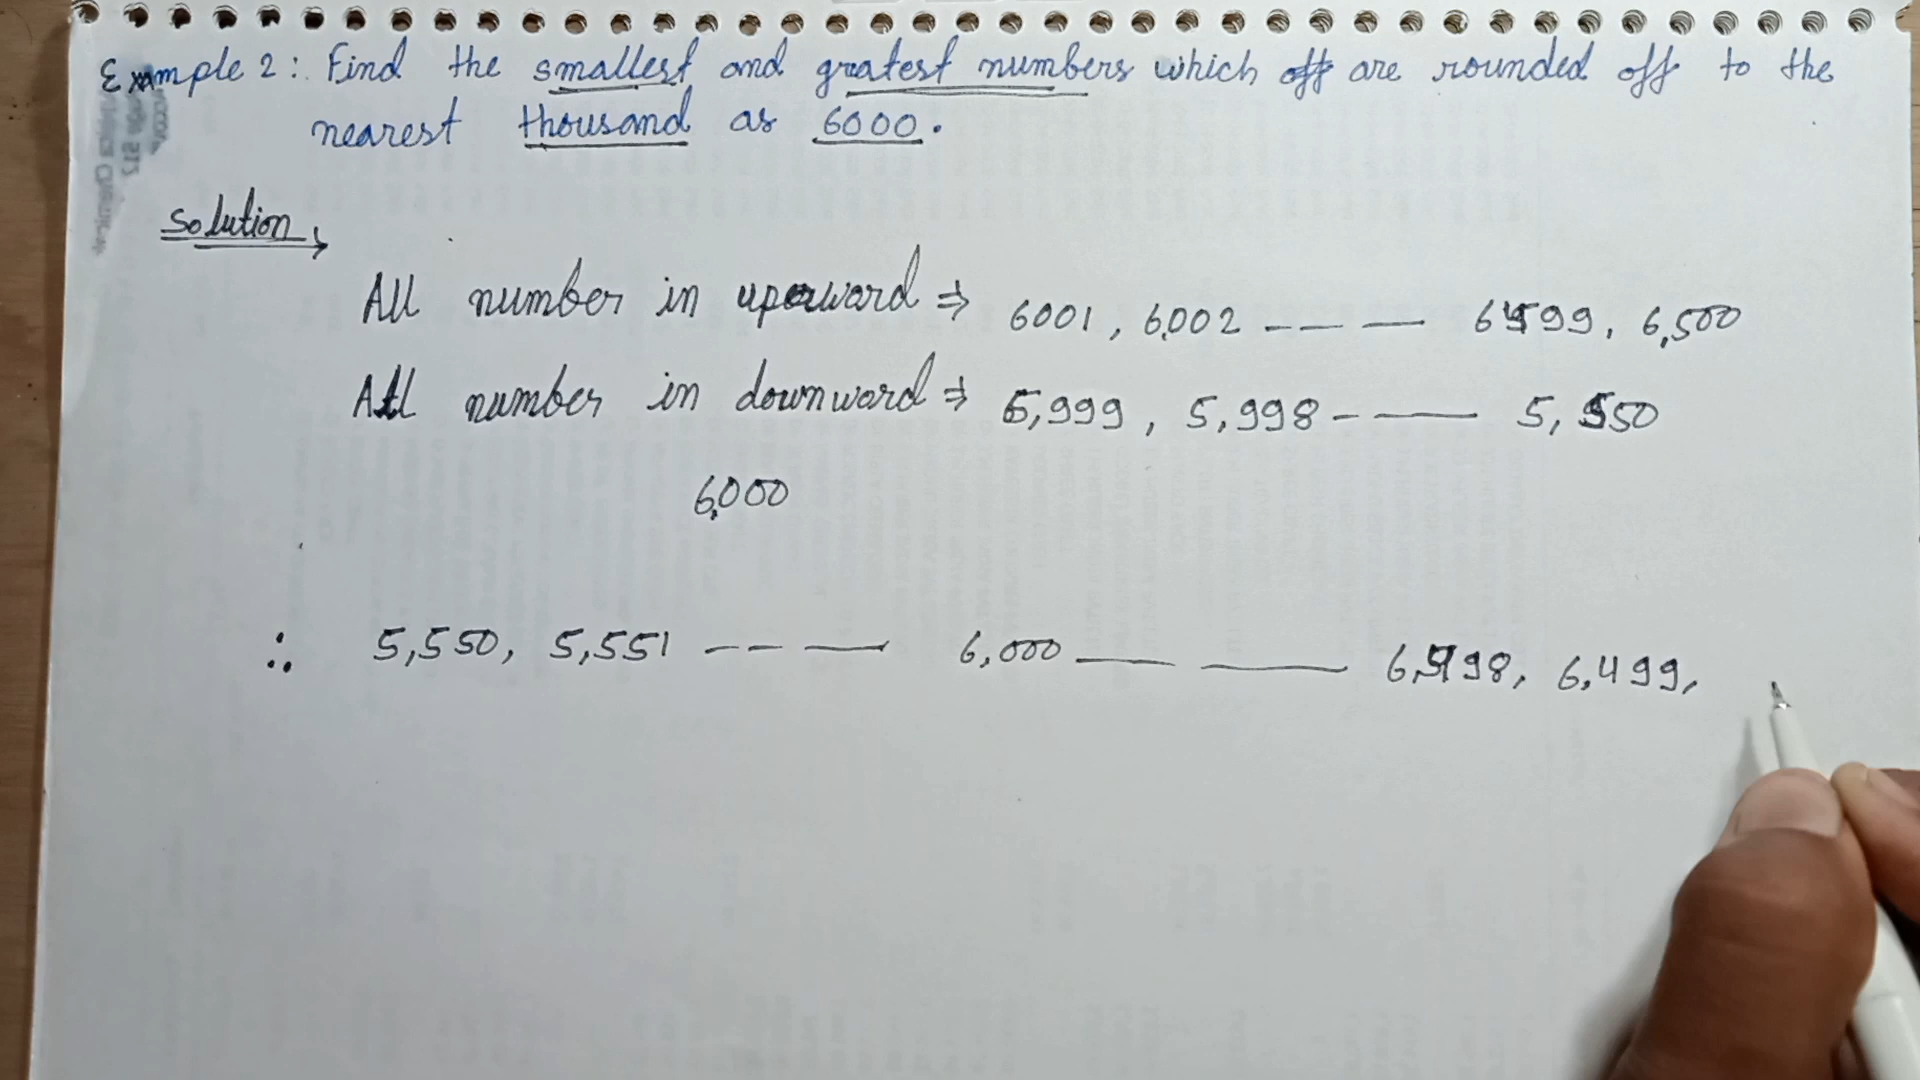 Example 2: Find the smallest and greatest numbers which are rounded off to the
nearest thousand as 6000.
Solution
All number in upward ⇒ 6001, 6,002 -- — 6499, 6,500
All number in downward ⇒ 5,999, 5,998 - — 5,550
6,000
∴ 5,550, 5,551 -- — 6,000 — — 6,498, 6,499,